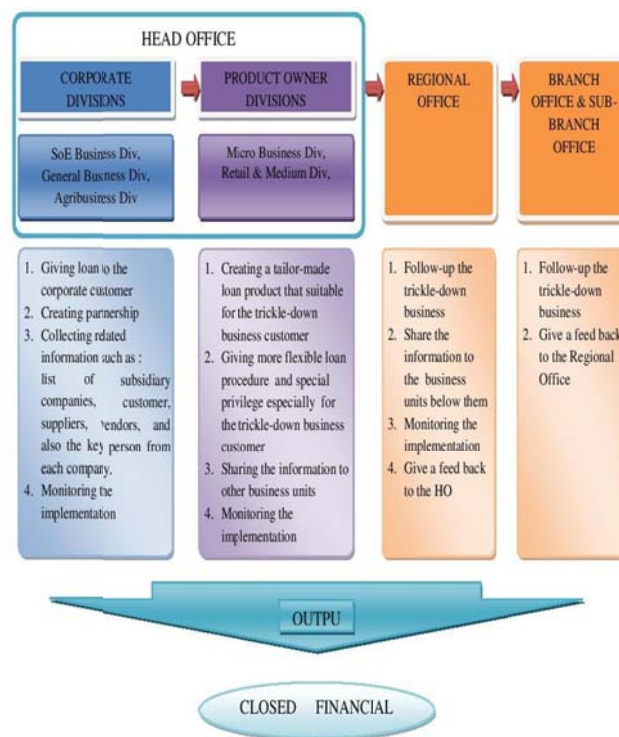 HEAD OFFICE
CORPORATE
DIVISIONS
PRODUCT OWNER
DIVISIONS
REGIONAL
OFFICE
BRANCH
OFFICE & SUB-
BRANCH
OFFICE
SoE Business Div,
General Business Div,
Agribusiness Div
Micro Business Div,
Retail & Medium Div,
1. Giving loan to the
corporate customer
2. Creating partnership
3. Collecting related
information such as :
list of subsidiary
companies, customer,
suppliers, vendors, and
also the key person from
each company.
4. Monitoring the
implementation
1. Creating a tailor-made
loan product that suitable
for the trickle-down
business customer
2. Giving more flexible loan
procedure and special
privilege especially for
the trickle-down business
customer
3. Sharing the information to
other business units
4. Monitoring the
implementation
1. Follow-up the
trickle-down
business
2. Share the
information to
the business
units below them
3. Monitoring the
implementation
4. Give a feed back
to the HO
1. Follow-up the
trickle-down
business
2. Give a feed back
to the Regional
Office
OUTPU
CLOSED FINANCIAL